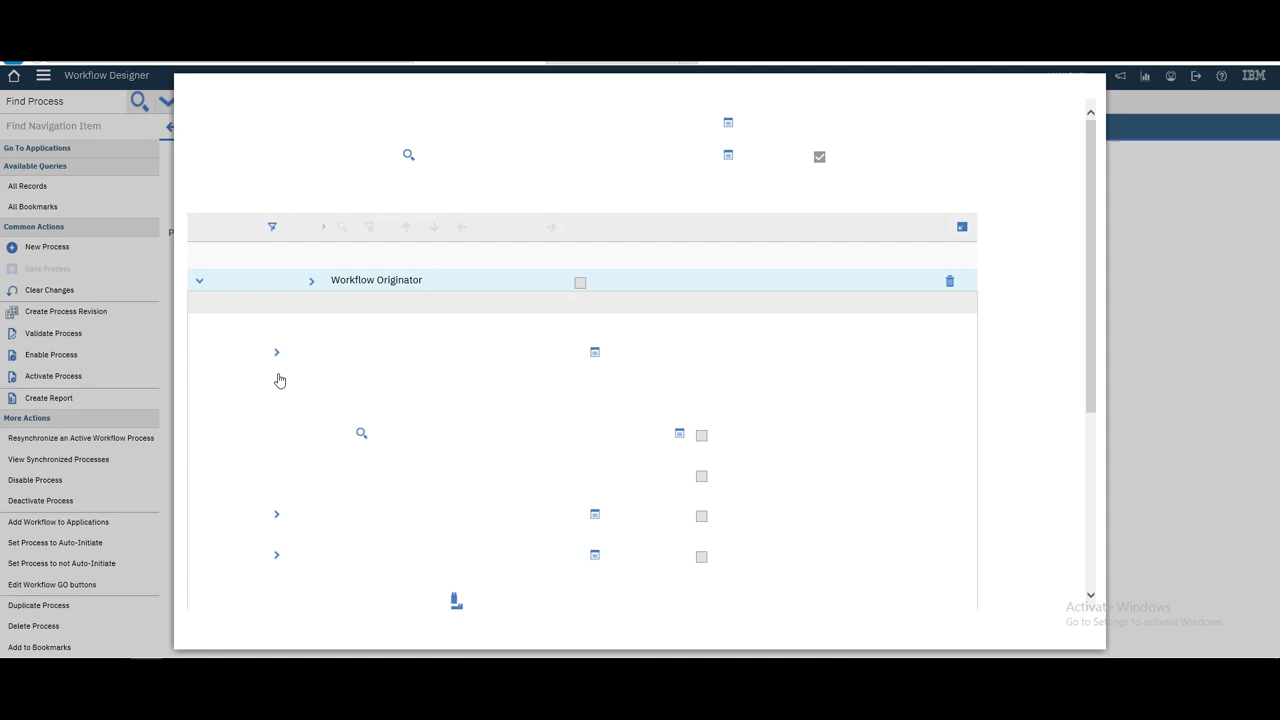 Workflow Designer
IBM
Find Process
Find Navigation Item
Go To Applications
Available Queries
All Records
All Bookmarks
Common Actions
New Process
Save Process
Clear Changes
Create Process Revision
Validate Process
Enable Process
Activate Process
Create Report
More Actions
Resynchronize an Active Workflow Process
View Synchronized Processes
Disable Process
Deactivate Process
Add Workflow to Applications
Set Process to Auto-Initiate
Set Process to not Auto-Initiate
Edit Workflow GO buttons
Duplicate Process
Delete Process
Add to Bookmarks
Workflow Originator
Activate Windows
Go to Settings to activate Windows.